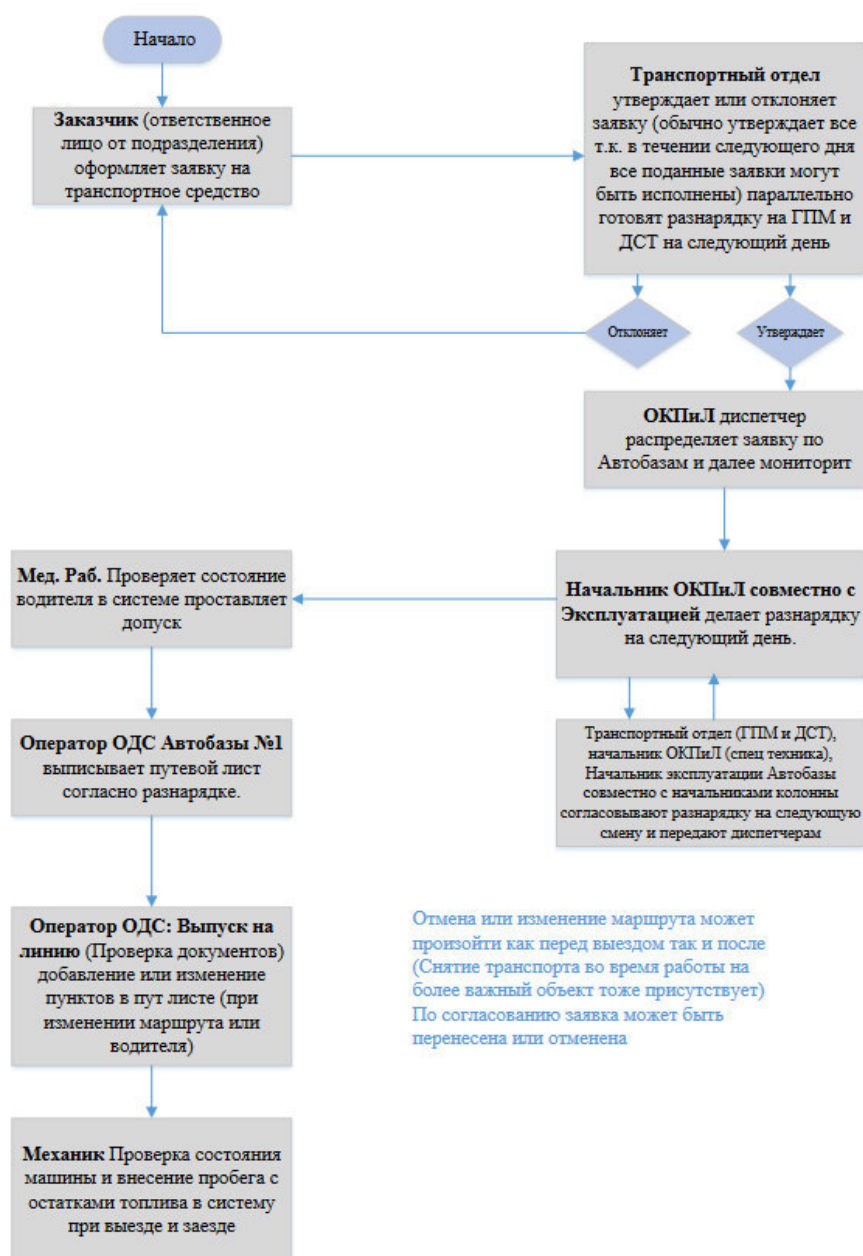 Начало
Заказчик (ответственное
лицо от подразделения)
оформляет заявку на
транспортное средство
Транспортный отдел
утверждает или отклоняет
заявку (обычно утверждает все
т.к. в течении следующего дня
все поданные заявки могут
быть исполнены) параллельно
готовят разнарядку на ГПМ и
ДСТ на следующий день
Отклоняет
Утверждает
ОКПиЛ диспетчер
распределяет заявку по
Автобазам и далее мониторит
Начальник ОКПиЛ совместно с
Эксплуатацией делает разнарядку
на следующий день.
Транспортный отдел (ГПМ и ДСТ),
начальник ОКПиЛ (спец техника),
Начальник эксплуатации Автобазы
совместно с начальниками колонны
согласовывают разнарядку на следующую
смену и передают диспетчерам
Мед. Раб. Проверяет состояние
водителя в системе проставляет
допуск
Оператор ОДС Автобазы №1
выписывает путевой лист
согласно разнарядке.
Оператор ОДС: Выпуск на
линию (Проверка документов)
добавление или изменение
пунктов в пут листе (при
изменении маршрута или
водителя)
Механик Проверка состояния
машины и внесение пробега с
остатками топлива в систему
при выезде и заезде
Отмена или изменение маршрута может
произойти как перед выездом так и после
(Снятие транспорта во время работы на
более важный объект тоже присутствует)
По согласованию заявка может быть
перенесена или отменена